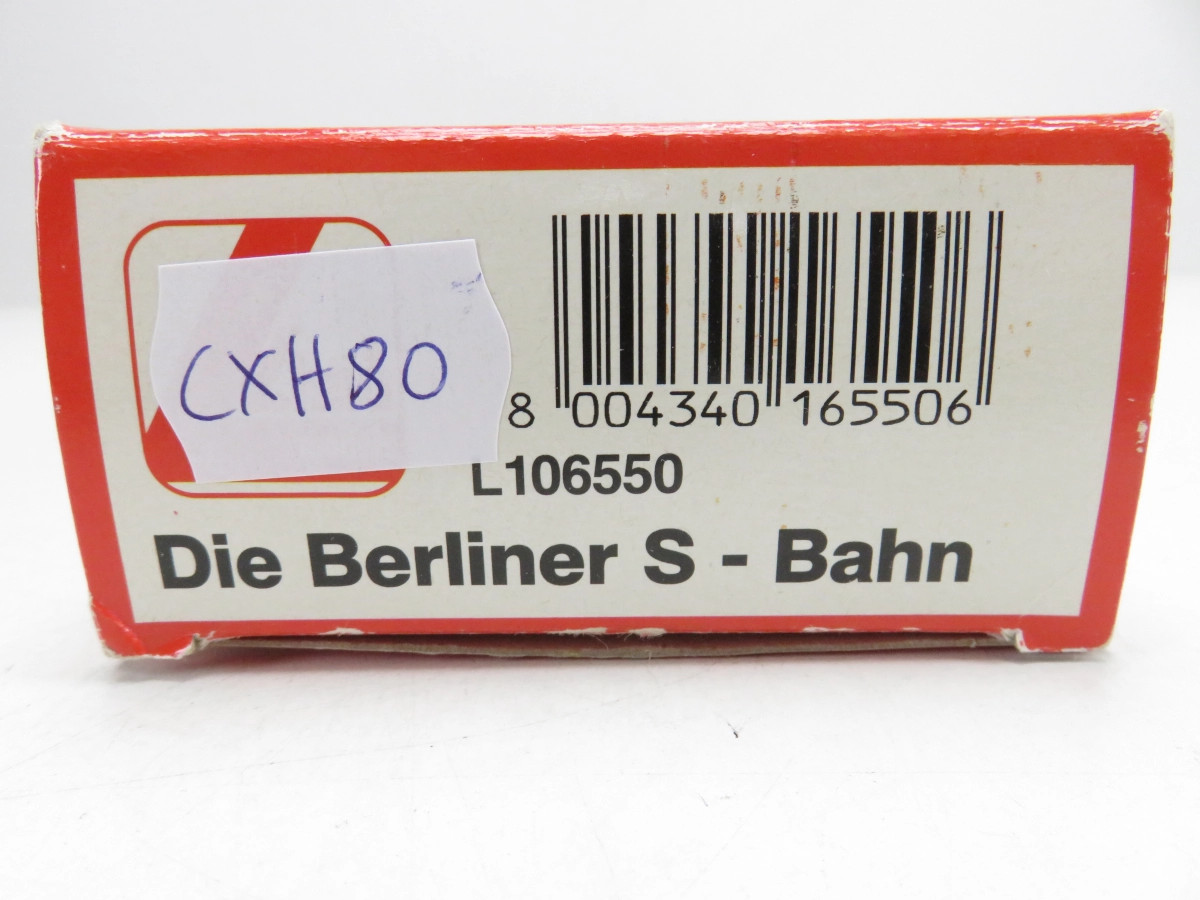 CXH80
8 004340 165506
L106550
Die Berliner S - Bahn